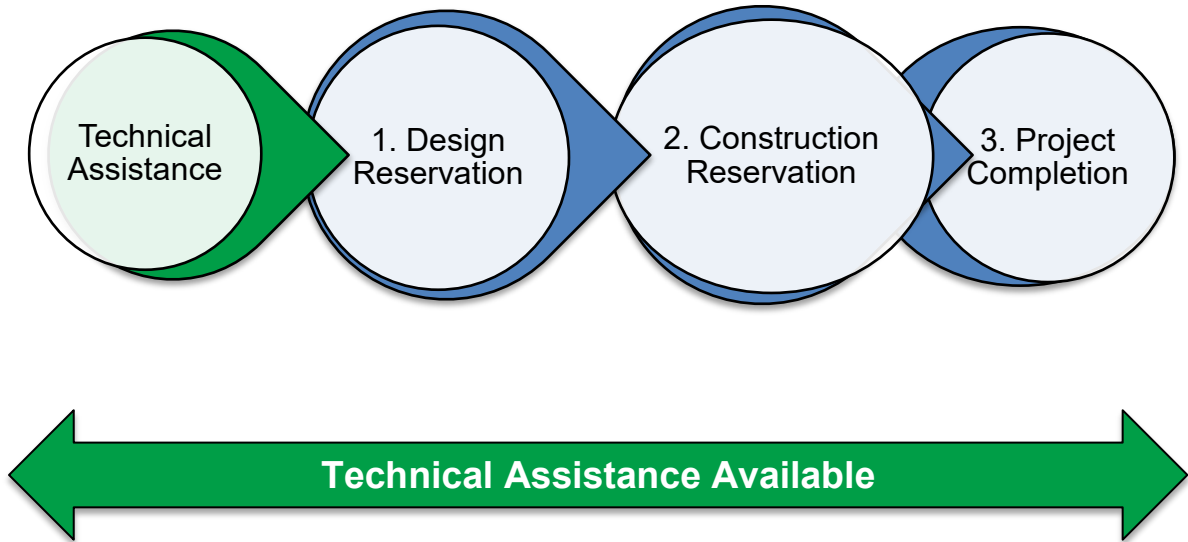 Technical
Assistance
1. Design
Reservation
2. Construction
Reservation
3. Project
Completion
Technical Assistance Available